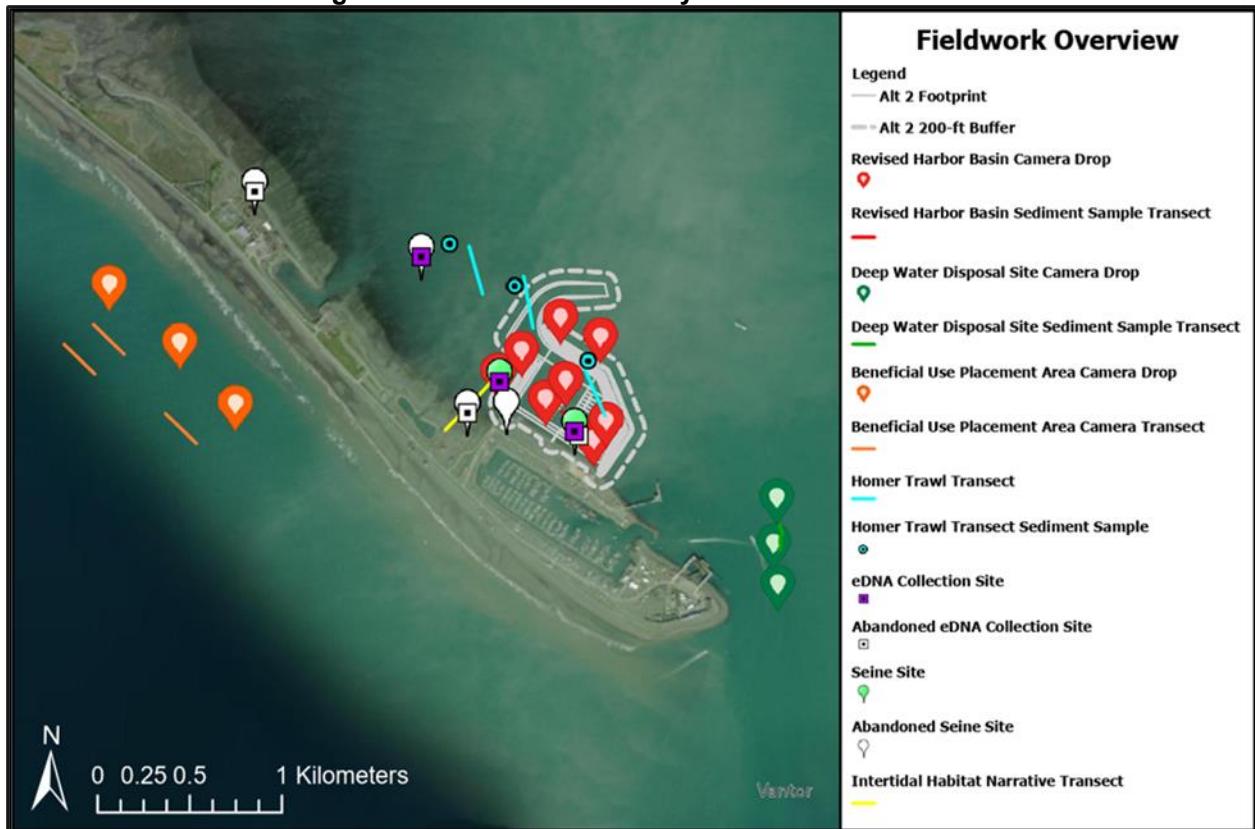 Fieldwork Overview
Legend
Alt 2 Footprint
Alt 2 200-ft Buffer
Revised Harbor Basin Camera Drop
Revised Harbor Basin Sediment Sample Transect
Deep Water Disposal Site Camera Drop
Deep Water Disposal Site Sediment Sample Transect
Beneficial Use Placement Area Camera Drop
Beneficial Use Placement Area Camera Transect
Homer Trawl Transect
Homer Trawl Transect Sediment Sample
eDNA Collection Site
Abandoned eDNA Collection Site
Seine Site
Abandoned Seine Site
Intertidal Habitat Narrative Transect
N
0 0.25 0.5 1 Kilometers
Vantor